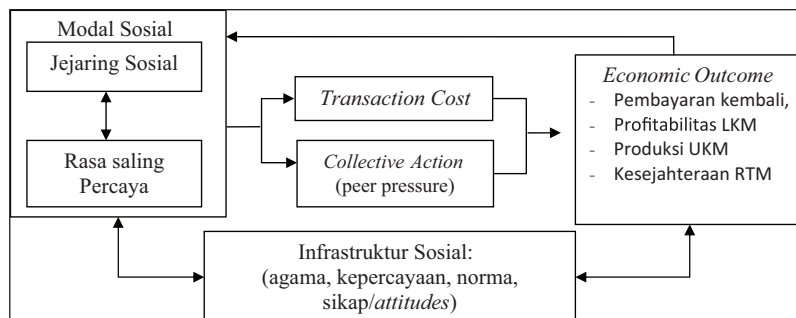 Modal Sosial
Jejaring Sosial
Rasa saling
Percaya
Transaction Cost
Collective Action
(peer pressure)
Economic Outcome
- Pembayaran kembali,
- Profitabilitas LKM
- Produksi UKM
- Kesejahteraan RTM
Infrastruktur Sosial:
(agama, kepercayaan, norma,
sikap/attitudes)